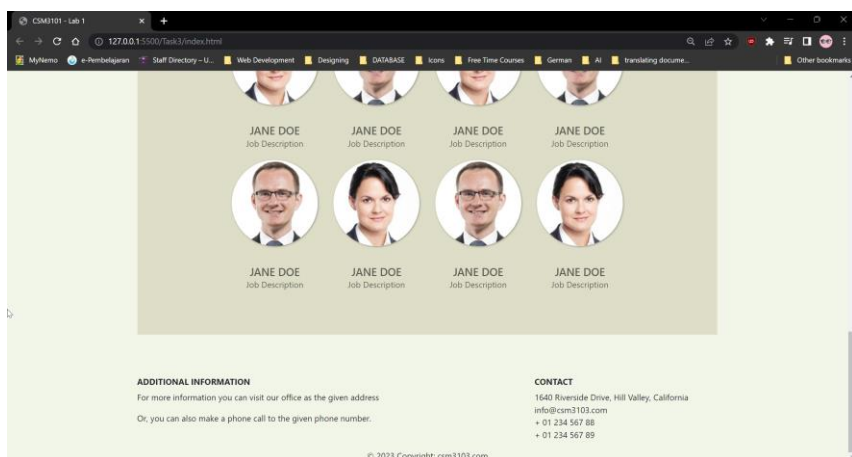 CSM3101 - Lab 1
127.0.0.1:5500/Task3/index.html
MyNemo e-Pembelajaran Staff Directory – U... Web Development Designing DATABASE Icons Free Time Courses German AI translating docume... Other bookmarks
JANE DOE JANE DOE JANE DOE JANE DOE
Job Description Job Description Job Description Job Description
JANE DOE JANE DOE JANE DOE JANE DOE
Job Description Job Description Job Description Job Description
ADDITIONAL INFORMATION
For more information you can visit our office as the given address
Or, you can also make a phone call to the given phone number.
CONTACT
1640 Riverside Drive, Hill Valley, California
info@csm3103.com
+ 01 234 567 88
+ 01 234 567 89
© 2023 Copyright: csm3103.com